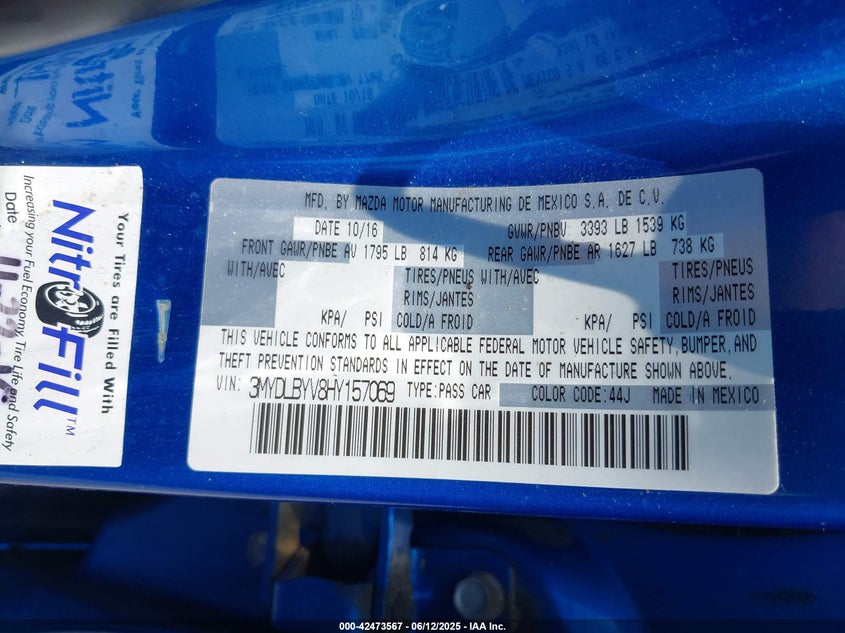 Your Tires are Filled With
NitroFill™
Increasing your Fuel Economy, Tire Life and Safety
Date
MFD. BY MAZDA MOTOR MANUFACTURING DE MEXICO S.A. DE C.V.
DATE 10/16 GVWR/PNBV 3393 LB 1539 KG
FRONT GAWR/PNBE AV 1795 LB 814 KG REAR GAWR/PNBE AR 1627 LB 738 KG
WITH/AVEC TIRES/PNEUS WITH/AVEC TIRES/PNEUS
RIMS/JANTES RIMS/JANTES
KPA/ PSI COLD/A FROID KPA/ PSI COLD/A FROID
THIS VEHICLE CONFORMS TO ALL APPLICABLE FEDERAL MOTOR VEHICLE SAFETY, BUMPER, AND
THEFT PREVENTION STANDARDS IN EFFECT ON THE DATE OF MANUFACTURE SHOWN ABOVE.
VIN: 3MYDLBYV8HY157069 TYPE:PASS CAR COLOR CODE:44J MADE IN MEXICO
000-42473567 - 06/12/2025 - IAA Inc.